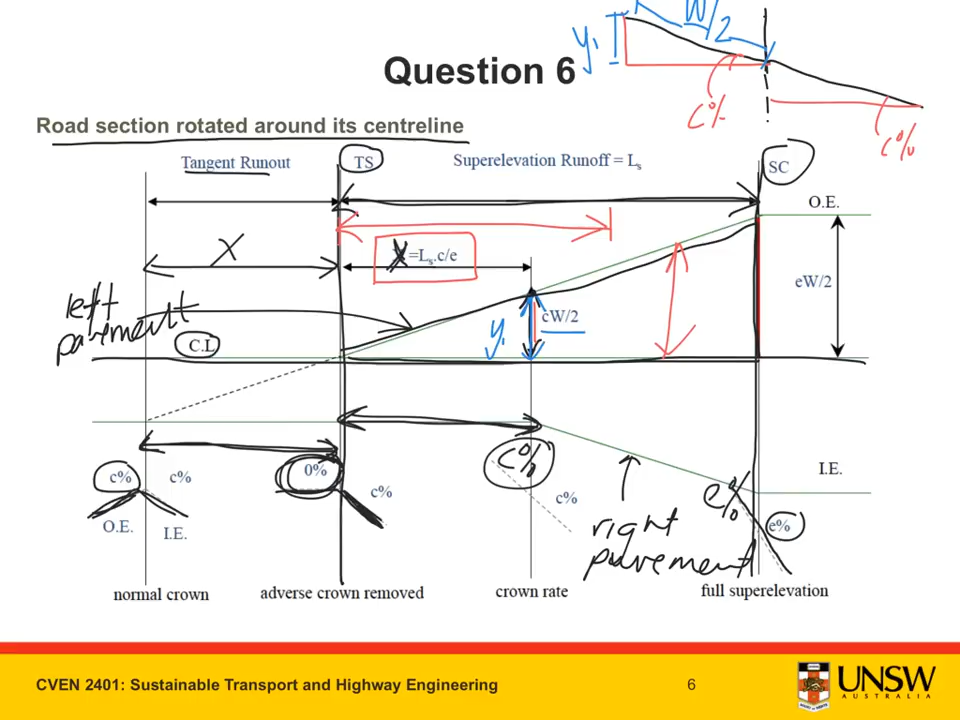 W/2
y₁
Question 6
C%
C%
Road section rotated around its centreline
Tangent Runout
TS
Superelevation Runoff = Ls
SC
O.E.
X
X=Ls.c/e
eW/2
left
pavement
cW/2
y₁
C.L
c%
c%
0%
c%
C%
c%
I.E.
e%
e%
O.E.
I.E.
right
pavement
normal crown
adverse crown removed
crown rate
full superelevation
CVEN 2401: Sustainable Transport and Highway Engineering
6
UNSW
AUSTRALIA